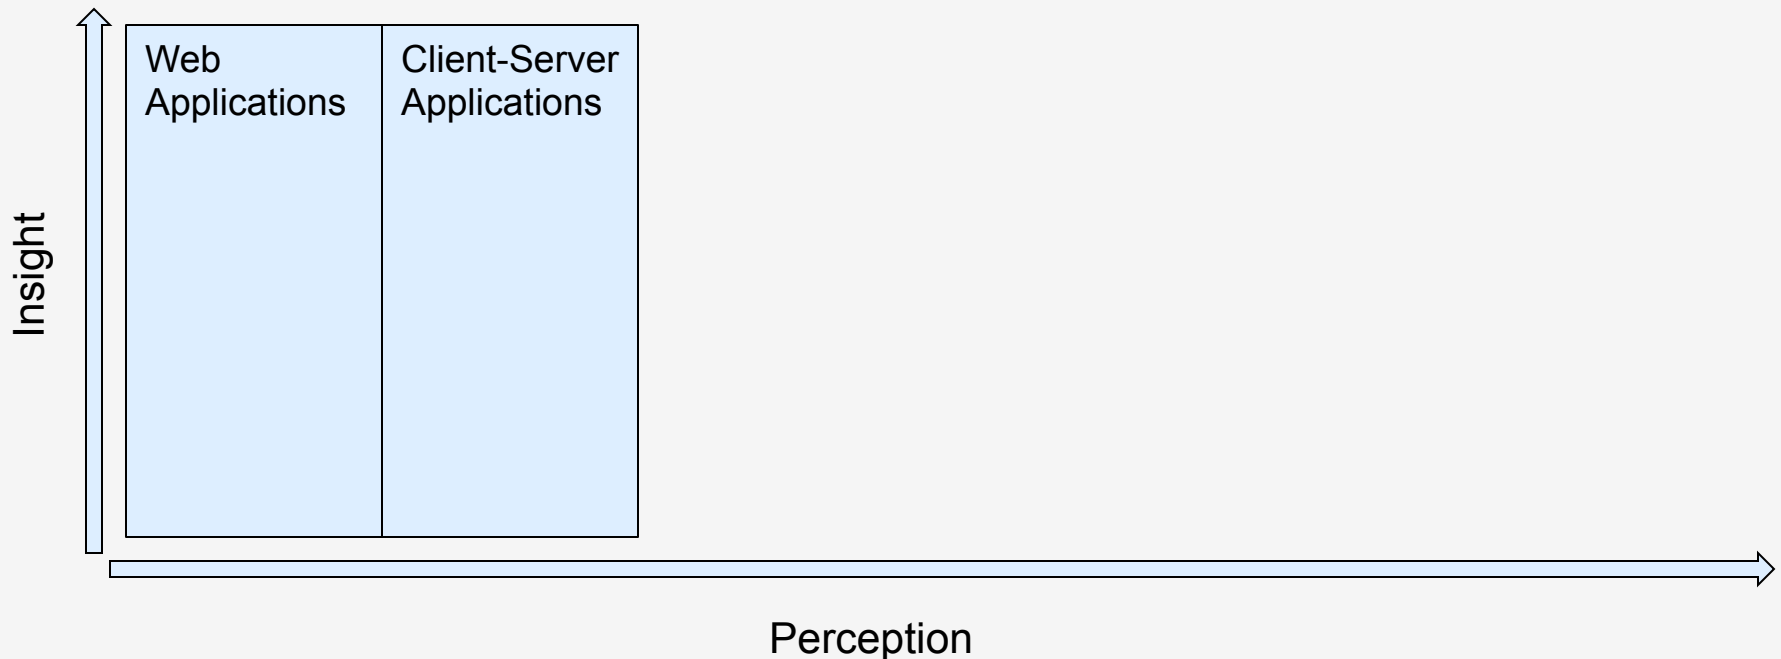 Web
Applications
Client-Server
Applications
Insight
Perception